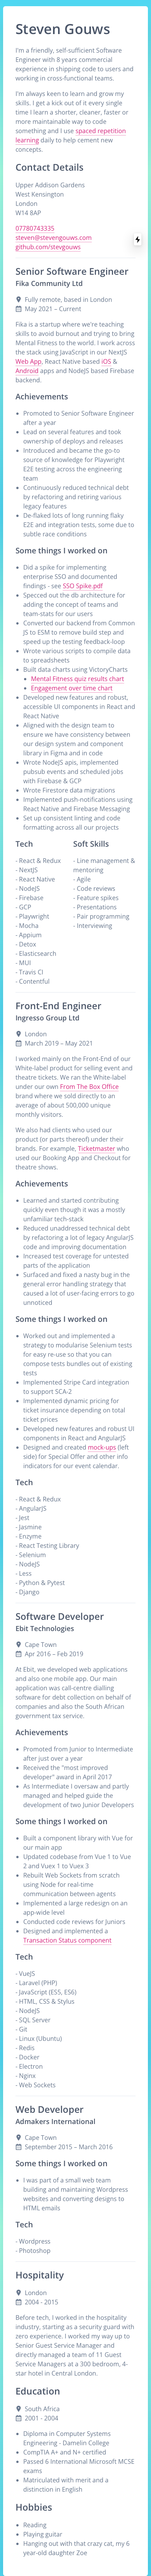 Steven Gouws
I'm a friendly, self-sufficient Software
Engineer with 8 years commercial
experience in shipping code to users and
working in cross-functional teams.
I'm always keen to learn and grow my
skills. I get a kick out of it every single
time I learn a shorter, cleaner, faster or
more maintainable way to code
something and I use spaced repetition
learning daily to help cement new
concepts.
Contact Details
Upper Addison Gardens
West Kensington
London
W14 8AP
07780743335
steven@stevengouws.com
github.com/stevgouws
Senior Software Engineer
Fika Community Ltd
Fully remote, based in London
May 2021 – Current
Fika is a startup where we're teaching
skills to avoid burnout and trying to bring
Mental Fitness to the world. I work across
the stack using JavaScript in our NextJS
Web App, React Native based iOS &
Android apps and NodeJS based Firebase
backend.
Achievements
• Promoted to Senior Software Engineer
after a year
• Lead on several features and took
ownership of deploys and releases
• Introduced and became the go-to
source of knowledge for Playwright
E2E testing across the engineering
team
• Continuously reduced technical debt
by refactoring and retiring various
legacy features
• De-flaked lots of long running flaky
E2E and integration tests, some due to
subtle race conditions
Some things I worked on
• Did a spike for implementing
enterprise SSO and documented
findings - see SSO Spike.pdf
• Specced out the db architecture for
adding the concept of teams and
team-stats for our users
• Converted our backend from Common
JS to ESM to remove build step and
speed up the testing feedback-loop
• Wrote various scripts to compile data
to spreadsheets
• Built data charts using VictoryCharts
• Mental Fitness quiz results chart
• Engagement over time chart
• Developed new features and robust,
accessible UI components in React and
React Native
• Aligned with the design team to
ensure we have consistency between
our design system and component
library in Figma and in code
• Wrote NodeJS apis, implemented
pubsub events and scheduled jobs
with Firebase & GCP
• Wrote Firestore data migrations
• Implemented push-notifications using
React Native and Firebase Messaging
• Set up consistent linting and code
formatting across all our projects
Tech
- React & Redux
- NextJS
- React Native
- NodeJS
- Firebase
- GCP
- Playwright
- Mocha
- Appium
- Detox
- Elasticsearch
- MUI
- Travis CI
- Contentful
Soft Skills
- Line management &
mentoring
- Agile
- Code reviews
- Feature spikes
- Presentations
- Pair programming
- Interviewing
Front-End Engineer
Ingresso Group Ltd
London
March 2019 – May 2021
I worked mainly on the Front-End of our
White-label product for selling event and
theatre tickets. We ran the White-label
under our own From The Box Office
brand where we sold directly to an
average of about 500,000 unique
monthly visitors.
We also had clients who used our
product (or parts thereof) under their
brands. For example, Ticketmaster who
used our Booking App and Checkout for
theatre shows.
Achievements
• Learned and started contributing
quickly even though it was a mostly
unfamiliar tech-stack
• Reduced unaddressed technical debt
by refactoring a lot of legacy AngularJS
code and improving documentation
• Increased test coverage for untested
parts of the application
• Surfaced and fixed a nasty bug in the
general error handling strategy that
caused a lot of user-facing errors to go
unnoticed
Some things I worked on
• Worked out and implemented a
strategy to modularise Selenium tests
for easy re-use so that you can
compose tests bundles out of existing
tests
• Implemented Stripe Card integration
to support SCA-2
• Implemented dynamic pricing for
ticket insurance depending on total
ticket prices
• Developed new features and robust UI
components in React and AngularJS
• Designed and created mock-ups (left
side) for Special Offer and other info
indicators for our event calendar.
Tech
- React & Redux
- AngularJS
- Jest
- Jasmine
- Enzyme
- React Testing Library
- Selenium
- NodeJS
- Less
- Python & Pytest
- Django
Software Developer
Ebit Technologies
Cape Town
Apr 2016 – Feb 2019
At Ebit, we developed web applications
and also one mobile app. Our main
application was call-centre dialling
software for debt collection on behalf of
companies and also the South African
government tax service.
Achievements
• Promoted from Junior to Intermediate
after just over a year
• Received the "most improved
developer" award in April 2017
• As Intermediate I oversaw and partly
managed and helped guide the
development of two Junior Developers
Some things I worked on
• Built a component library with Vue for
our main app
• Updated codebase from Vue 1 to Vue
2 and Vuex 1 to Vuex 3
• Rebuilt Web Sockets from scratch
using Node for real-time
communication between agents
• Implemented a large redesign on an
app-wide level
• Conducted code reviews for Juniors
• Designed and implemented a
Transaction Status component
Tech
- VueJS
- Laravel (PHP)
- JavaScript (ES5, ES6)
- HTML, CSS & Stylus
- NodeJS
- SQL Server
- Git
- Linux (Ubuntu)
- Redis
- Docker
- Electron
- Nginx
- Web Sockets
Web Developer
Admakers International
Cape Town
September 2015 – March 2016
Some things I worked on
• I was part of a small web team
building and maintaining Wordpress
websites and converting designs to
HTML emails
Tech
- Wordpress
- Photoshop
Hospitality
London
2004 - 2015
Before tech, I worked in the hospitality
industry, starting as a security guard with
zero experience. I worked my way up to
Senior Guest Service Manager and
directly managed a team of 11 Guest
Service Managers at a 300 bedroom, 4-
star hotel in Central London.
Education
South Africa
2001 - 2004
• Diploma in Computer Systems
Engineering - Damelin College
• CompTIA A+ and N+ certified
• Passed 6 International Microsoft MCSE
exams
• Matriculated with merit and a
distinction in English
Hobbies
• Reading
• Playing guitar
• Hanging out with that crazy cat, my 6
year-old daughter Zoe